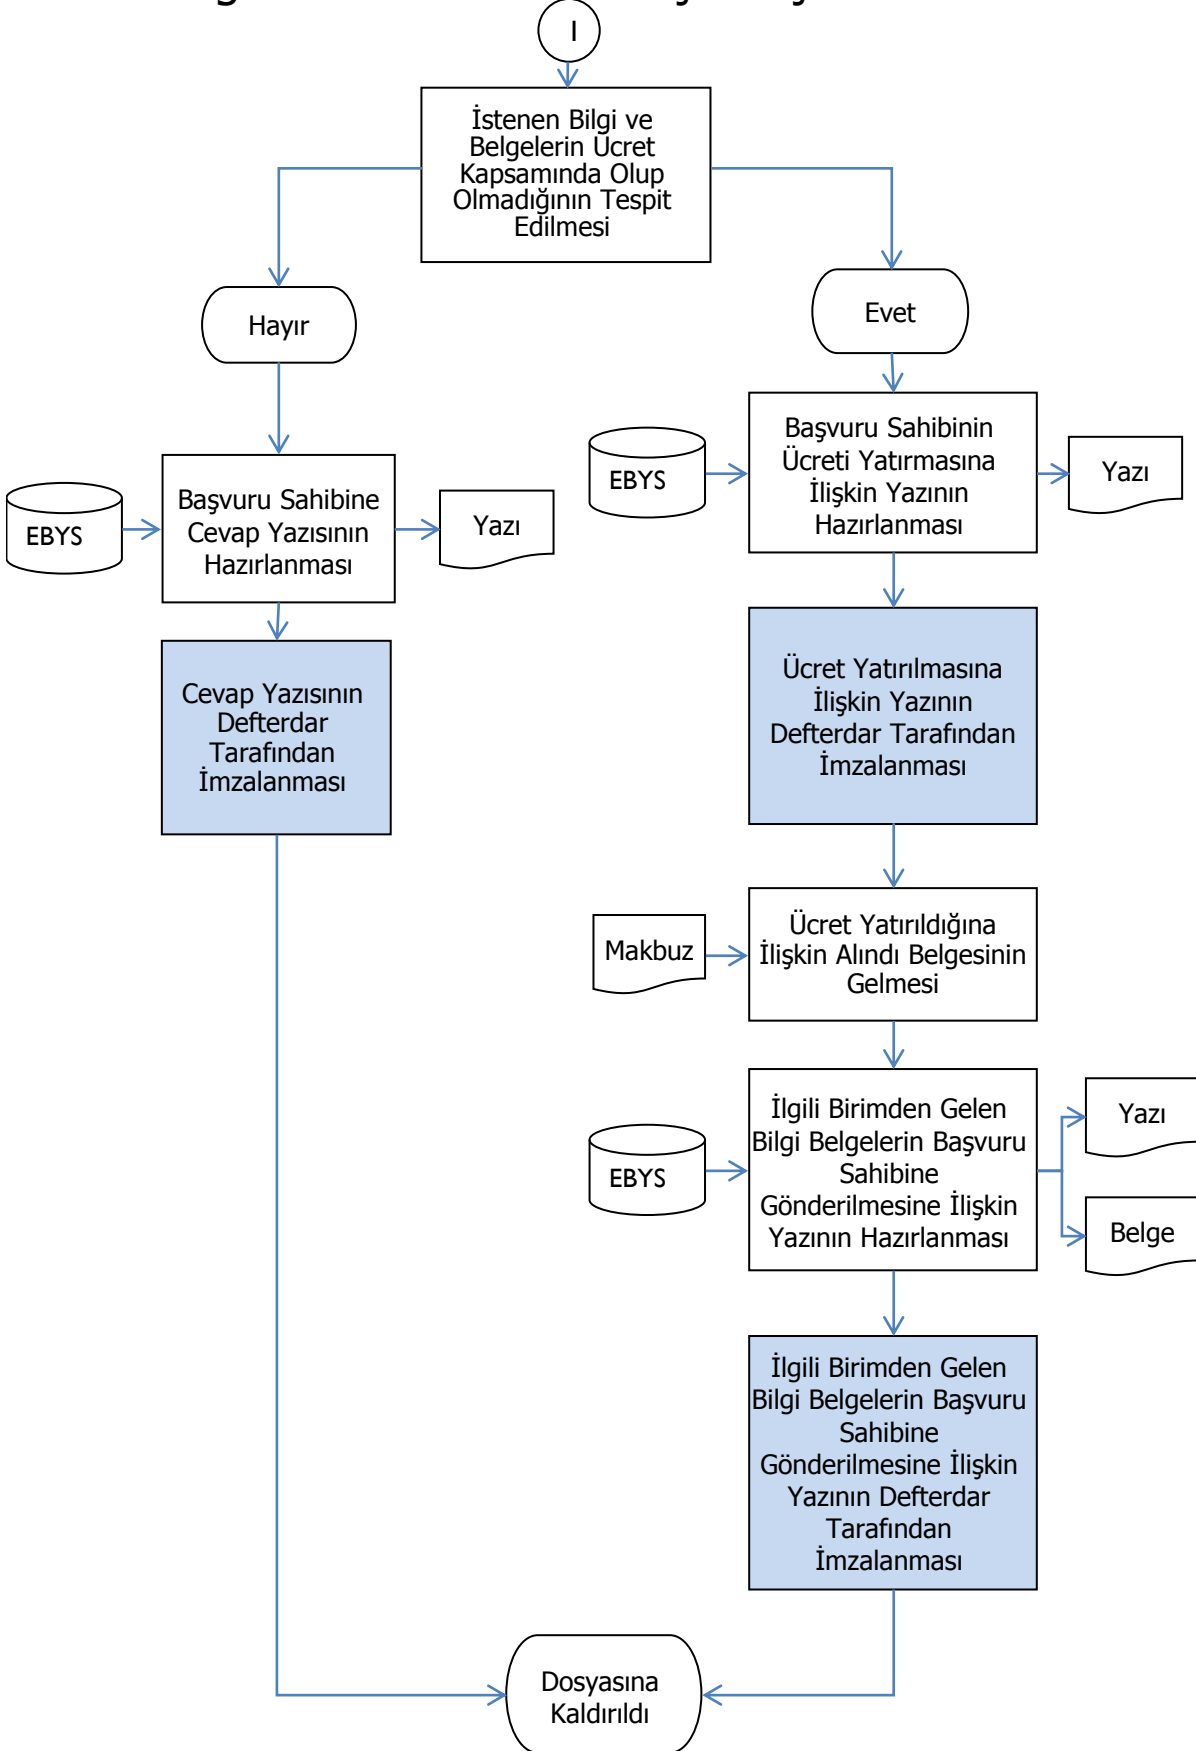 I
İstenen Bilgi ve
Belgelerin Ücret
Kapsamında Olup
Olmadığının Tespit
Edilmesi
Hayır
Evet
EBYS
Başvuru Sahibine
Cevap Yazısının
Hazırlanması
Yazı
EBYS
Başvuru Sahibinin
Ücreti Yatırmasına
İlişkin Yazının
Hazırlanması
Yazı
Cevap Yazısının
Defterdar
Tarafından
İmzalanması
Ücret Yatırılmasına
İlişkin Yazının
Defterdar Tarafından
İmzalanması
Makbuz
Ücret Yatırıldığına
İlişkin Alındı Belgesinin
Gelmesi
EBYS
İlgili Birimden Gelen
Bilgi Belgelerin Başvuru
Sahibine
Gönderilmesine İlişkin
Yazının Hazırlanması
Yazı
Belge
İlgili Birimden Gelen
Bilgi Belgelerin Başvuru
Sahibine
Gönderilmesine İlişkin
Yazının Defterdar
Tarafından
İmzalanması
Dosyasına
Kaldırıldı